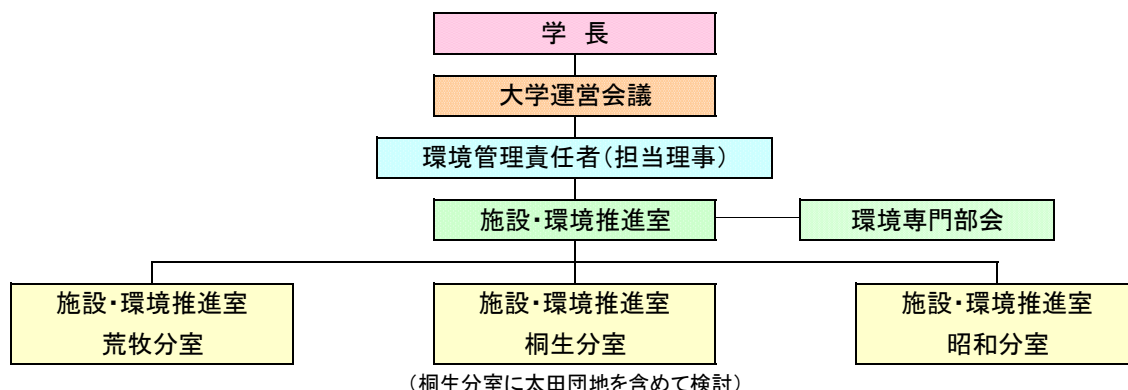 学 長
大学運営会議
環境管理責任者(担当理事)
施設・環境推進室
環境専門部会
施設・環境推進室
荒牧分室
施設・環境推進室
桐生分室
施設・環境推進室
昭和分室
(桐生分室に太田団地を含めて検討)